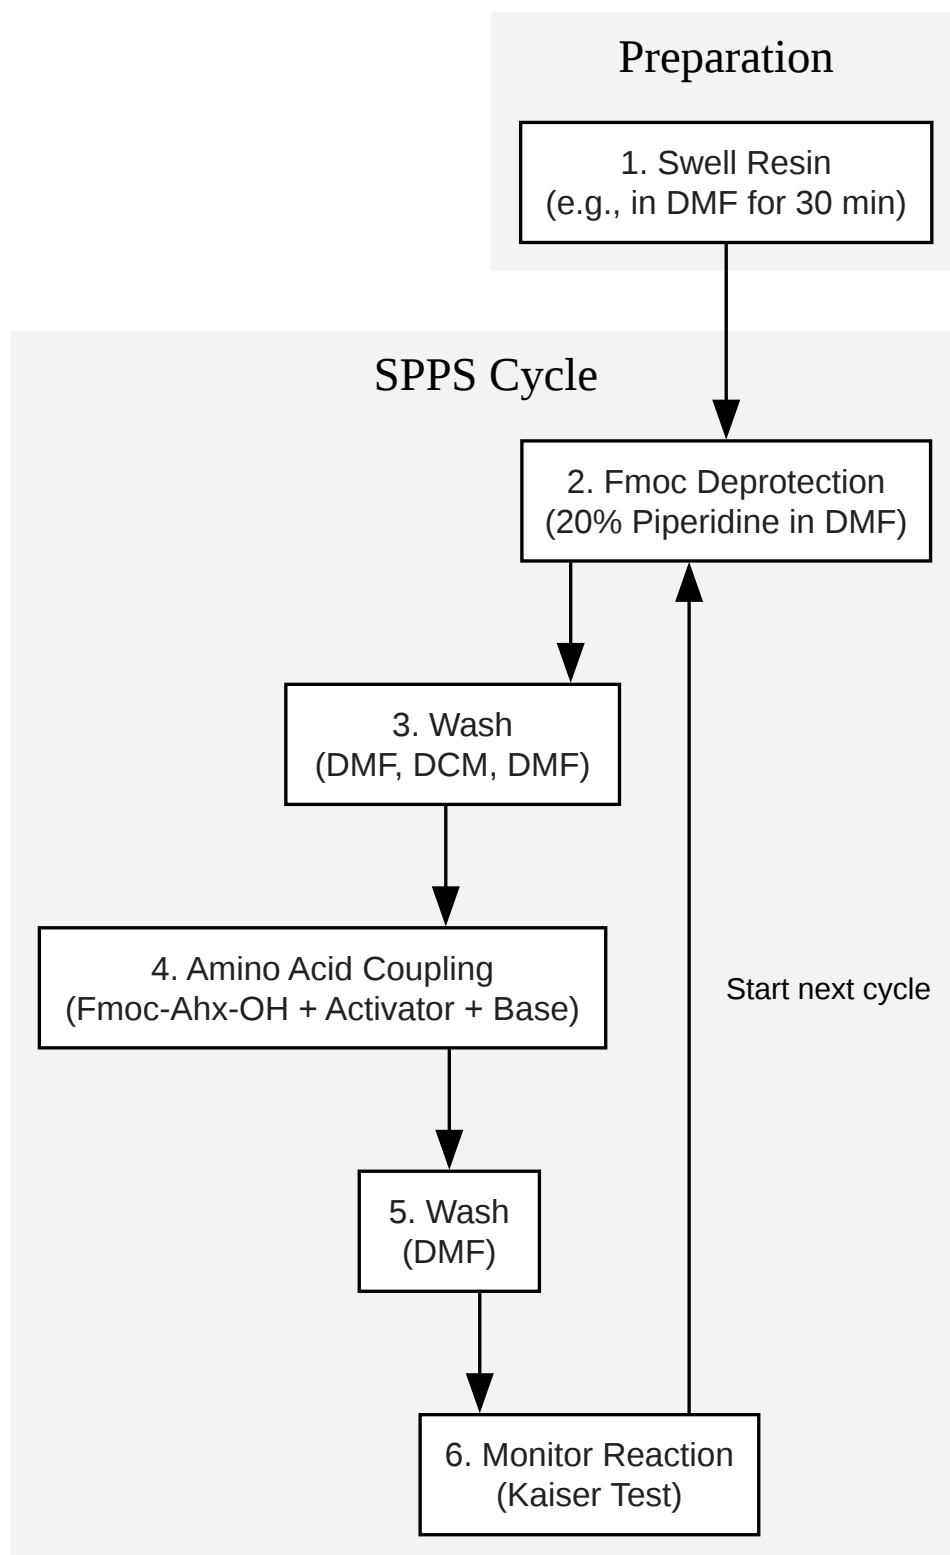 Preparation
1. Swell Resin
(e.g., in DMF for 30 min)
SPPS Cycle
2. Fmoc Deprotection
(20% Piperidine in DMF)
3. Wash
(DMF, DCM, DMF)
4. Amino Acid Coupling
(Fmoc-Ahx-OH + Activator + Base)
Start next cycle
5. Wash
(DMF)
6. Monitor Reaction
(Kaiser Test)